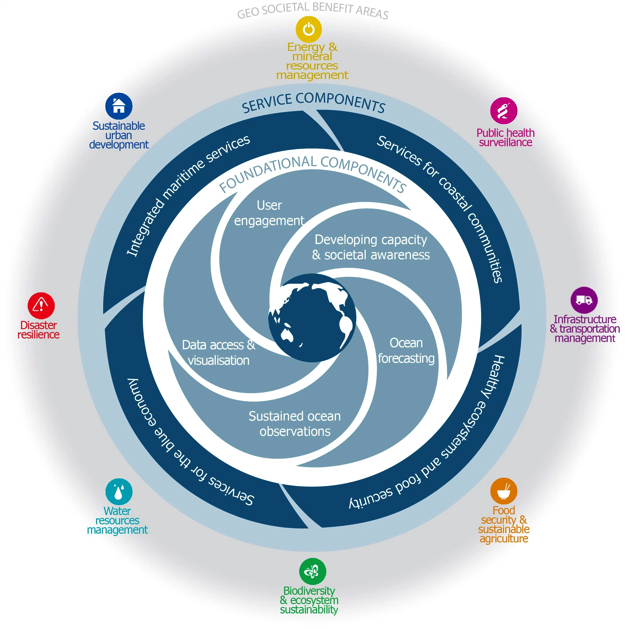 GEO SOCIETAL BENEFIT AREAS
Energy &
mineral
resources
management
SERVICE COMPONENTS
Sustainable
urban
development
Public health
surveillance
Integrated maritime services
Services for coastal communities
FOUNDATIONAL COMPONENTS
User
engagement
Developing capacity
& societal awareness
Disaster
resilience
Infrastructure
& transportation
management
Data access &
visualisation
Ocean
forecasting
Sustained ocean
observations
Services for the blue economy
Healthy ecosystems and food security
Water
resources
management
Food
security &
sustainable
agriculture
Biodiversity
& ecosystem
sustainability